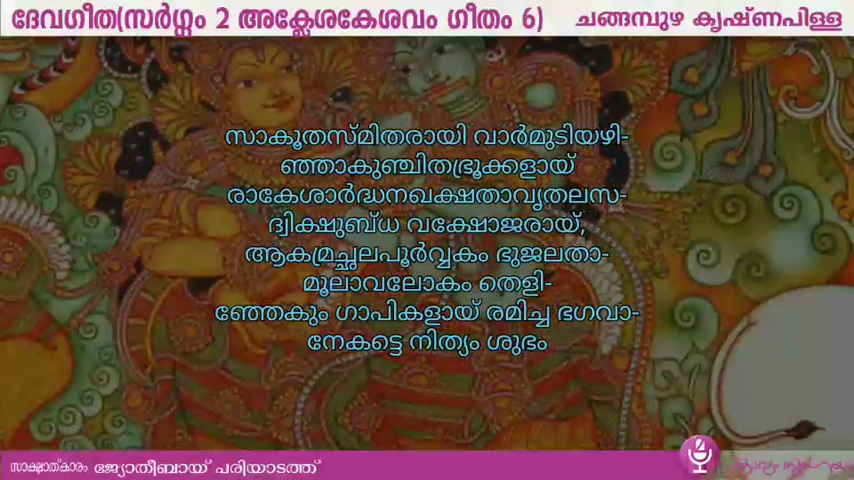 ദേവഗീത(സർഗ്ഗം 2 അക്ലേശകേശവം ഗീതം 6) ചങ്ങമ്പുഴ കൃഷ്ണപിള്ള
സാകൂതസ്മിതരായി വാർമുടിയഴി-
ഞ്ഞാകുഞ്ചിതഭ്രൂക്കളായ്
രാകേശാർദ്ധനഖക്ഷതാവൃതലസ-
ദ്വിക്ഷുബ്ധ വക്ഷോജരായ്,
ആകമ്രച്ഛലപൂർവ്വകം ഭുജലതാ-
മൂലാവലോകം തെളി-
ഞ്ഞേകും ഗാപികളായ് രമിച്ച ഭഗവാ-
നേകട്ടെ നിത്യം ശുഭം
സാക്ഷാത്കാരം ജ്യോതീബായ് പരിയാടത്ത്